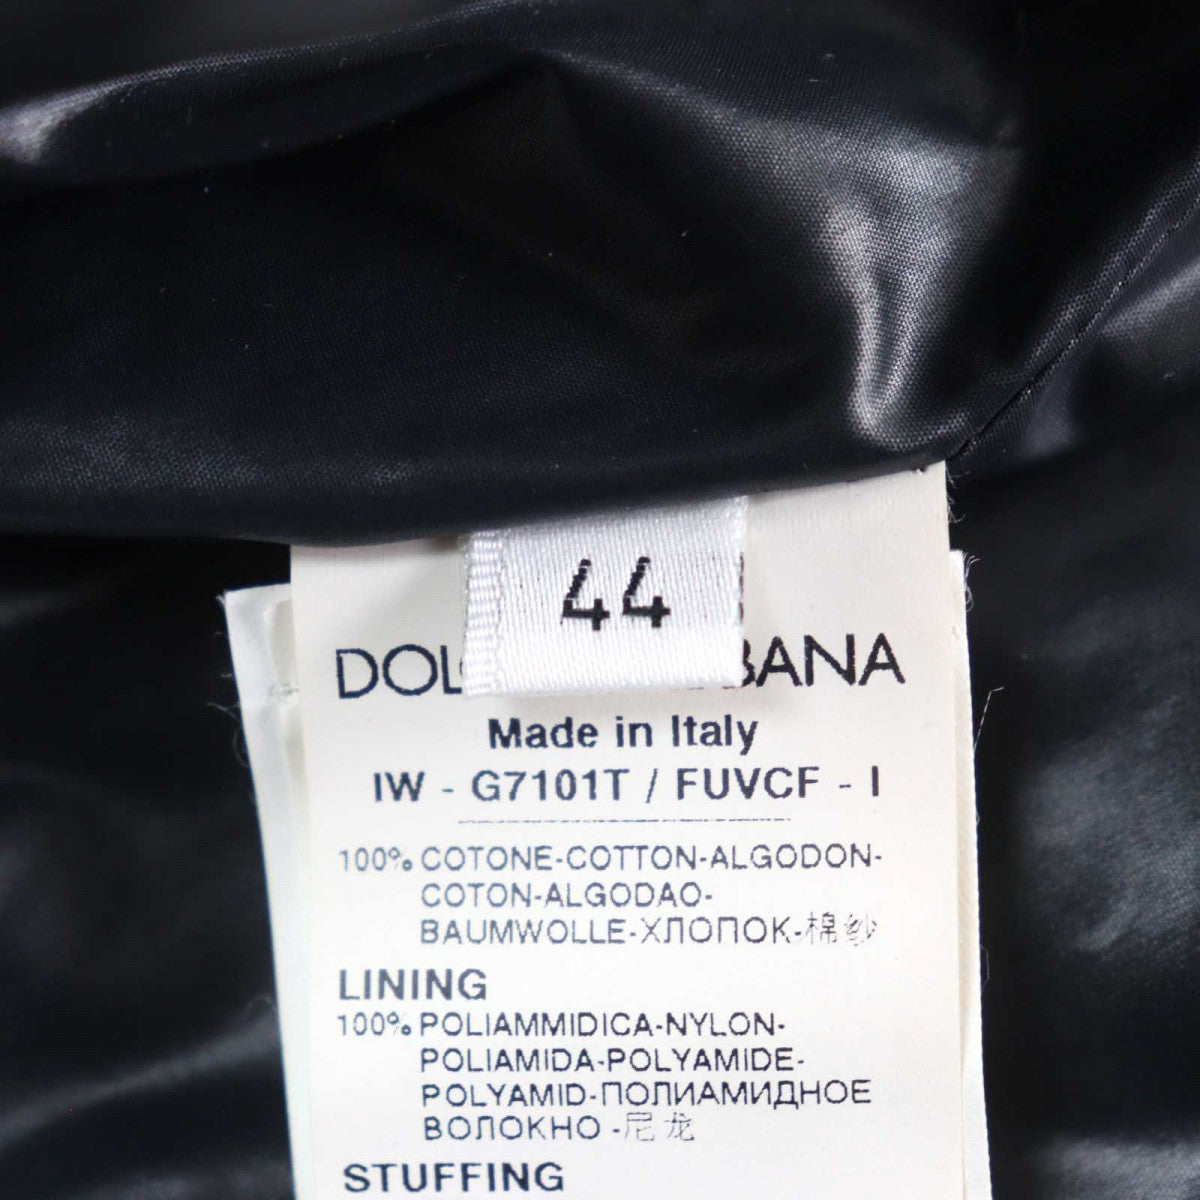 44
DOL BANA
Made in Italy
IW - G7101T / FUVCF - I
100% COTONE-COTTON-ALGODON-
COTON-ALGODAO-
BAUMWOLLE-ХЛОПОК-棉纱
LINING
100% POLIAMMIDICA-NYLON-
POLIAMIDA-POLYAMIDE-
POLYAMID-ПОЛИАМИДНОЕ
ВОЛОКНО -尼龙
STUFFING